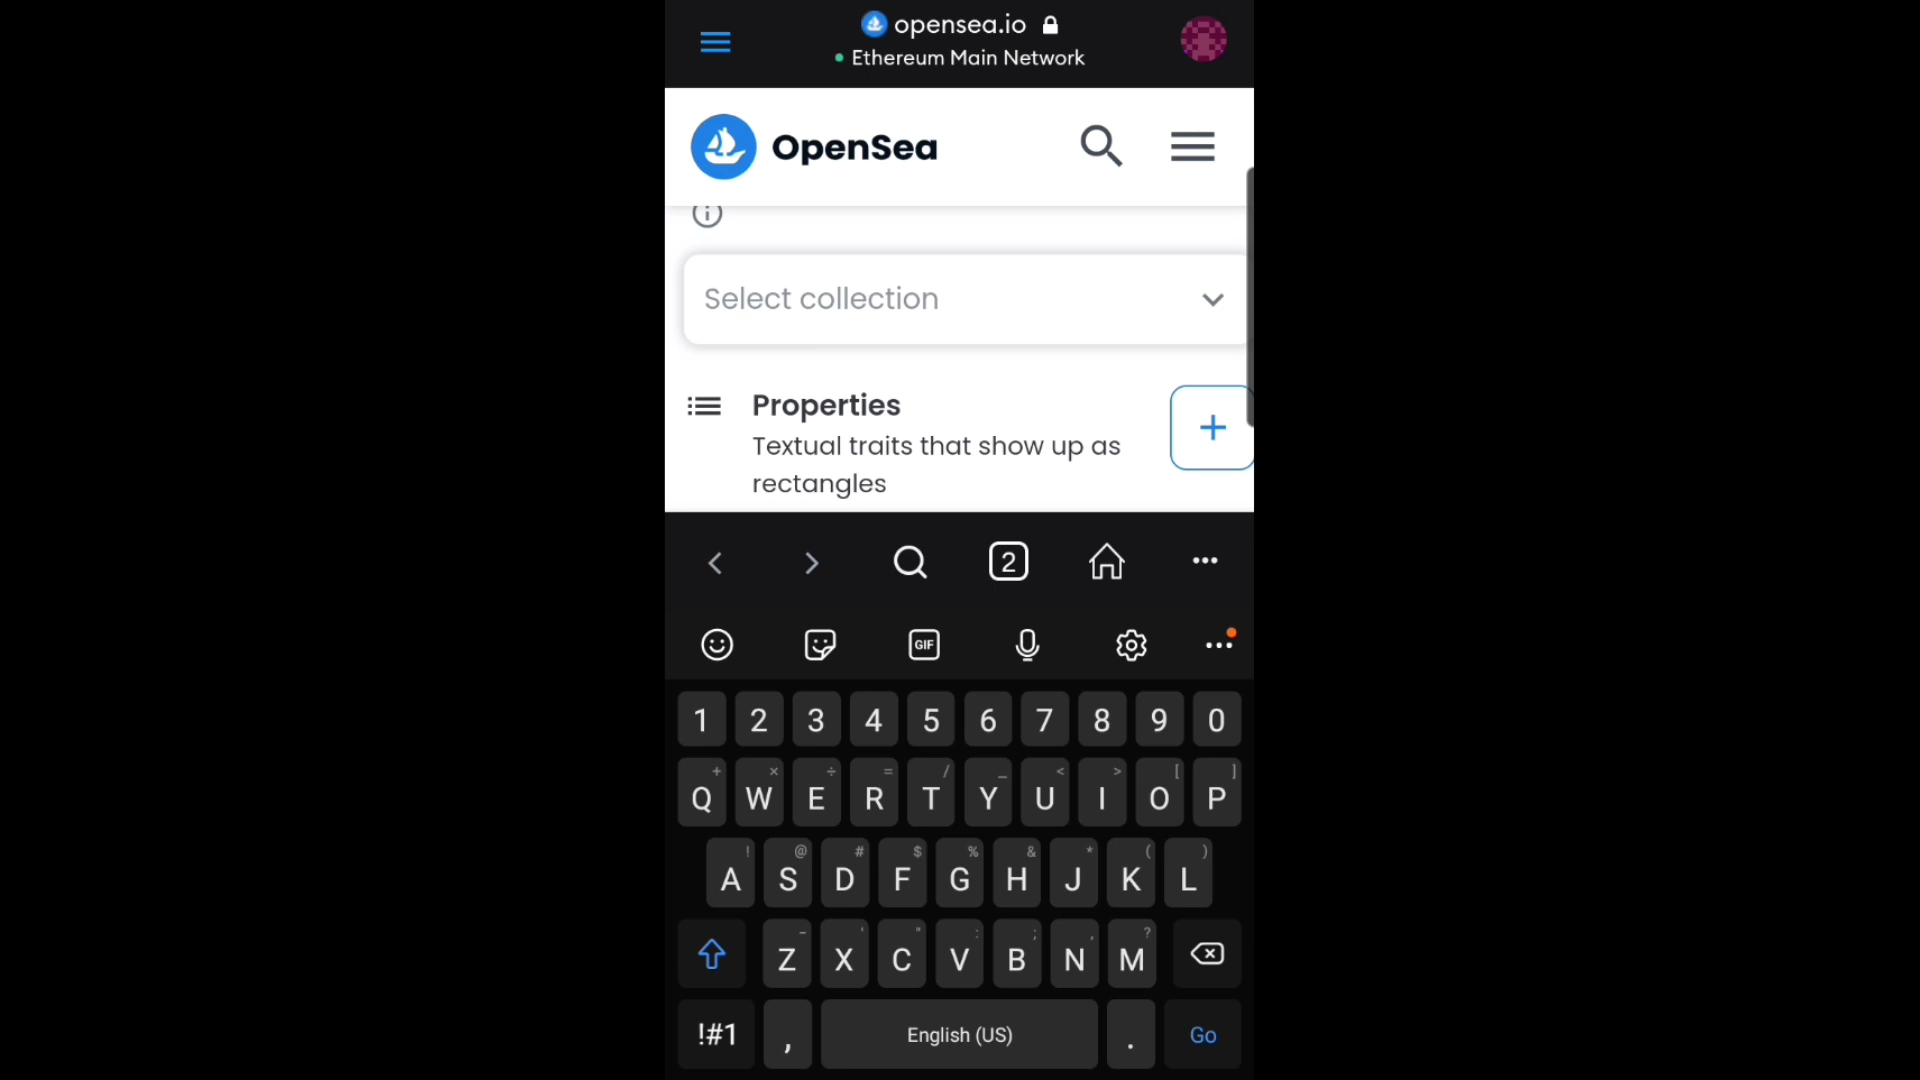 opensea.io
Ethereum Main Network
OpenSea
Select collection
Properties
Textual traits that show up as
rectangles
2
GIF
1 2 3 4 5 6 7 8 9 0
+ × ÷ = / _ < > [ ]
Q W E R T Y U I O P
! @ # $ % & * ( )
A S D F G H J K L
- ' " : ; , ?
Z X C V B N M
!#1 , English (US) . Go